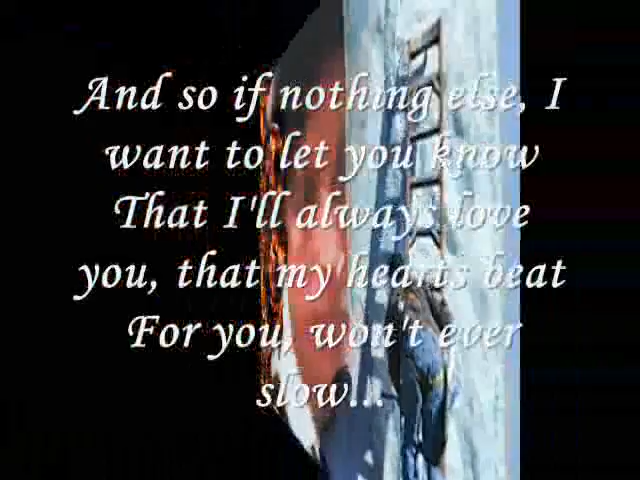 And so if nothing else, I
want to let you know
That I'll always love
you, that my hearts beat
For you, won't ever
slow...